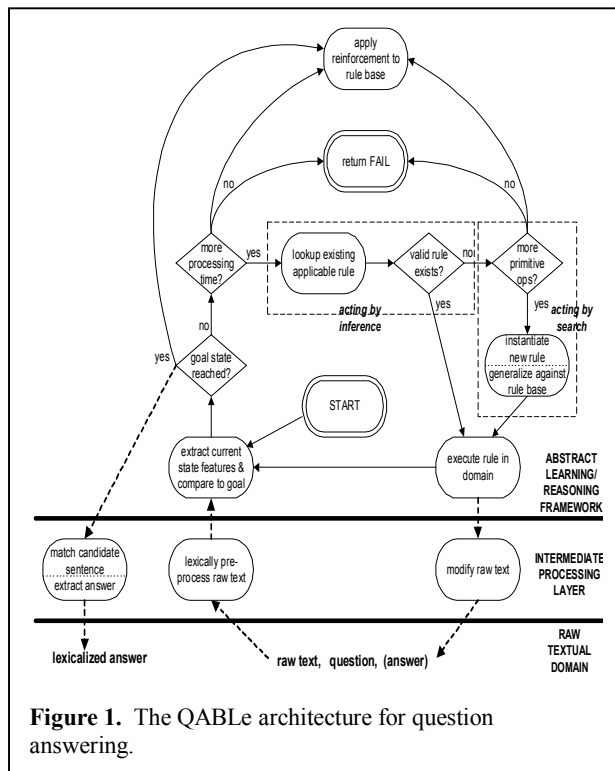 apply
reinforcement to
rule base
no
return FAIL
no
more
processing
time?
yes
lookup existing
applicable rule
valid rule
exists?
no
more
primitive
ops?
acting by
inference
yes
yes
acting by
search
no
yes
goal state
reached?
instantiate
new rule
generalize against
rule base
START
extract current
state features &
compare to goal
execute rule in
domain
ABSTRACT
LEARNING/
REASONING
FRAMEWORK
match candidate
sentence
extract answer
lexically pre-
process raw text
modify raw text
INTERMEDIATE
PROCESSING
LAYER
lexicalized answer
raw text, question, (answer)
RAW
TEXTUAL
DOMAIN
Figure 1. The QABLe architecture for question
answering.